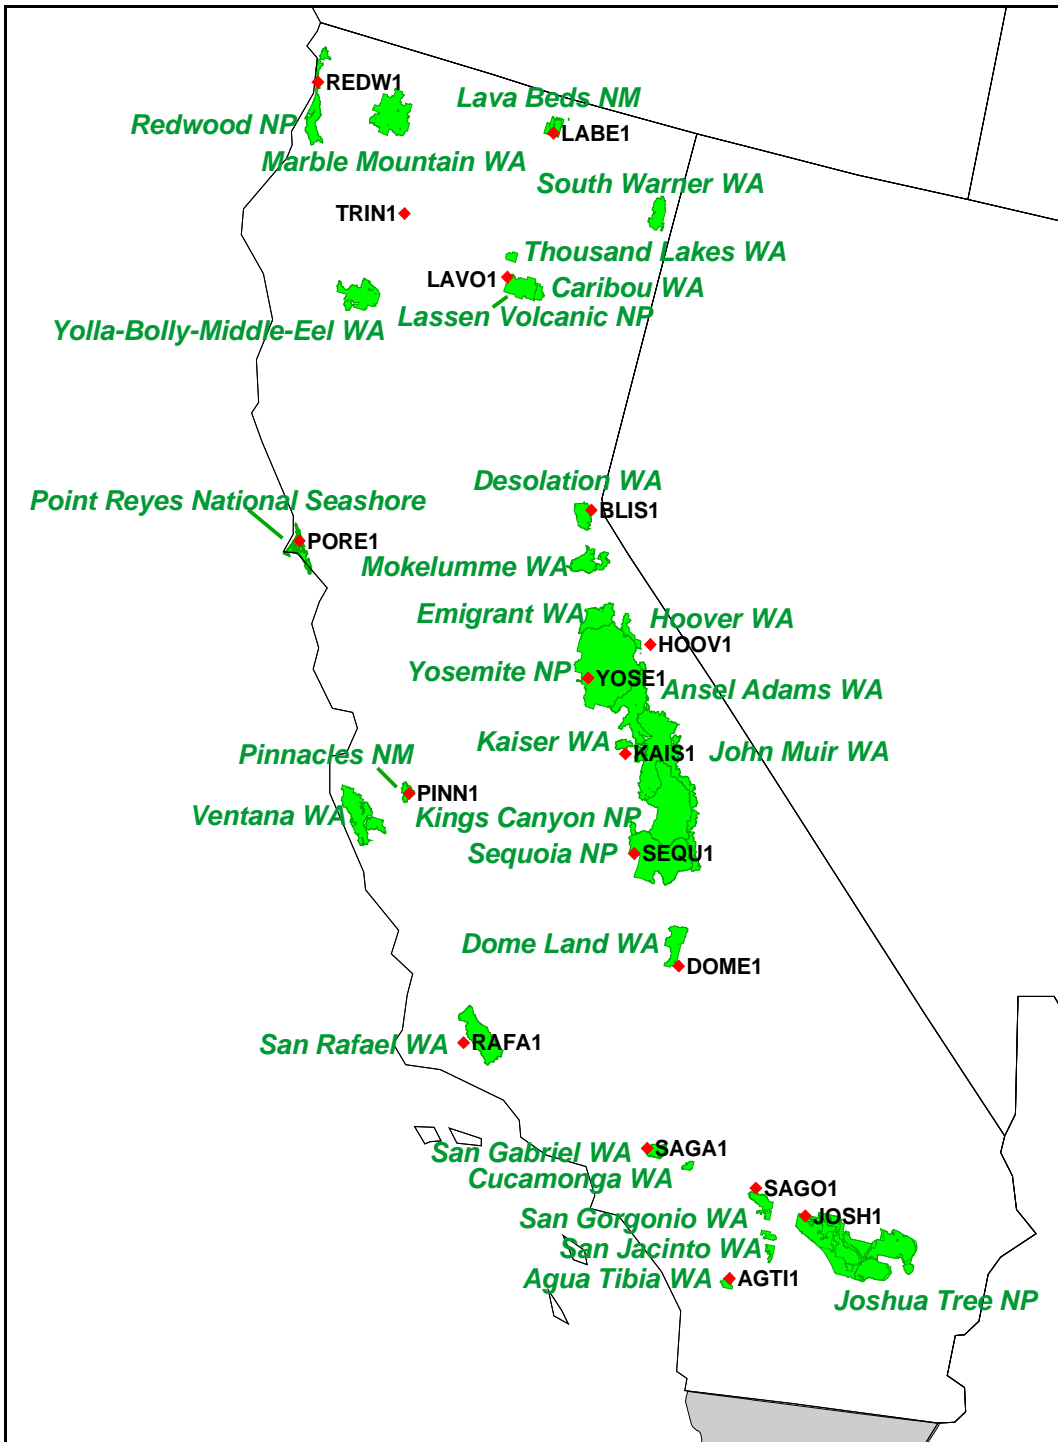 REDW1
Lava Beds NM
Redwood NP
LABE1
Marble Mountain WA
South Warner WA
TRIN1
Thousand Lakes WA
LAVO1
Caribou WA
Lassen Volcanic NP
Yolla-Bolly-Middle-Eel WA
Desolation WA
Point Reyes National Seashore
BLIS1
PORE1
Mokelumme WA
Emigrant WA
Hoover WA
HOOV1
Yosemite NP
YOSE1
Ansel Adams WA
Kaiser WA
KAIS1
John Muir WA
Pinnacles NM
PINN1
Ventana WA
Kings Canyon NP
Sequoia NP
SEQU1
Dome Land WA
DOME1
San Rafael WA
RAFA1
San Gabriel WA
SAGA1
Cucamonga WA
SAGO1
San Gorgonio WA
JOSH1
San Jacinto WA
Agua Tibia WA
AGTI1
Joshua Tree NP